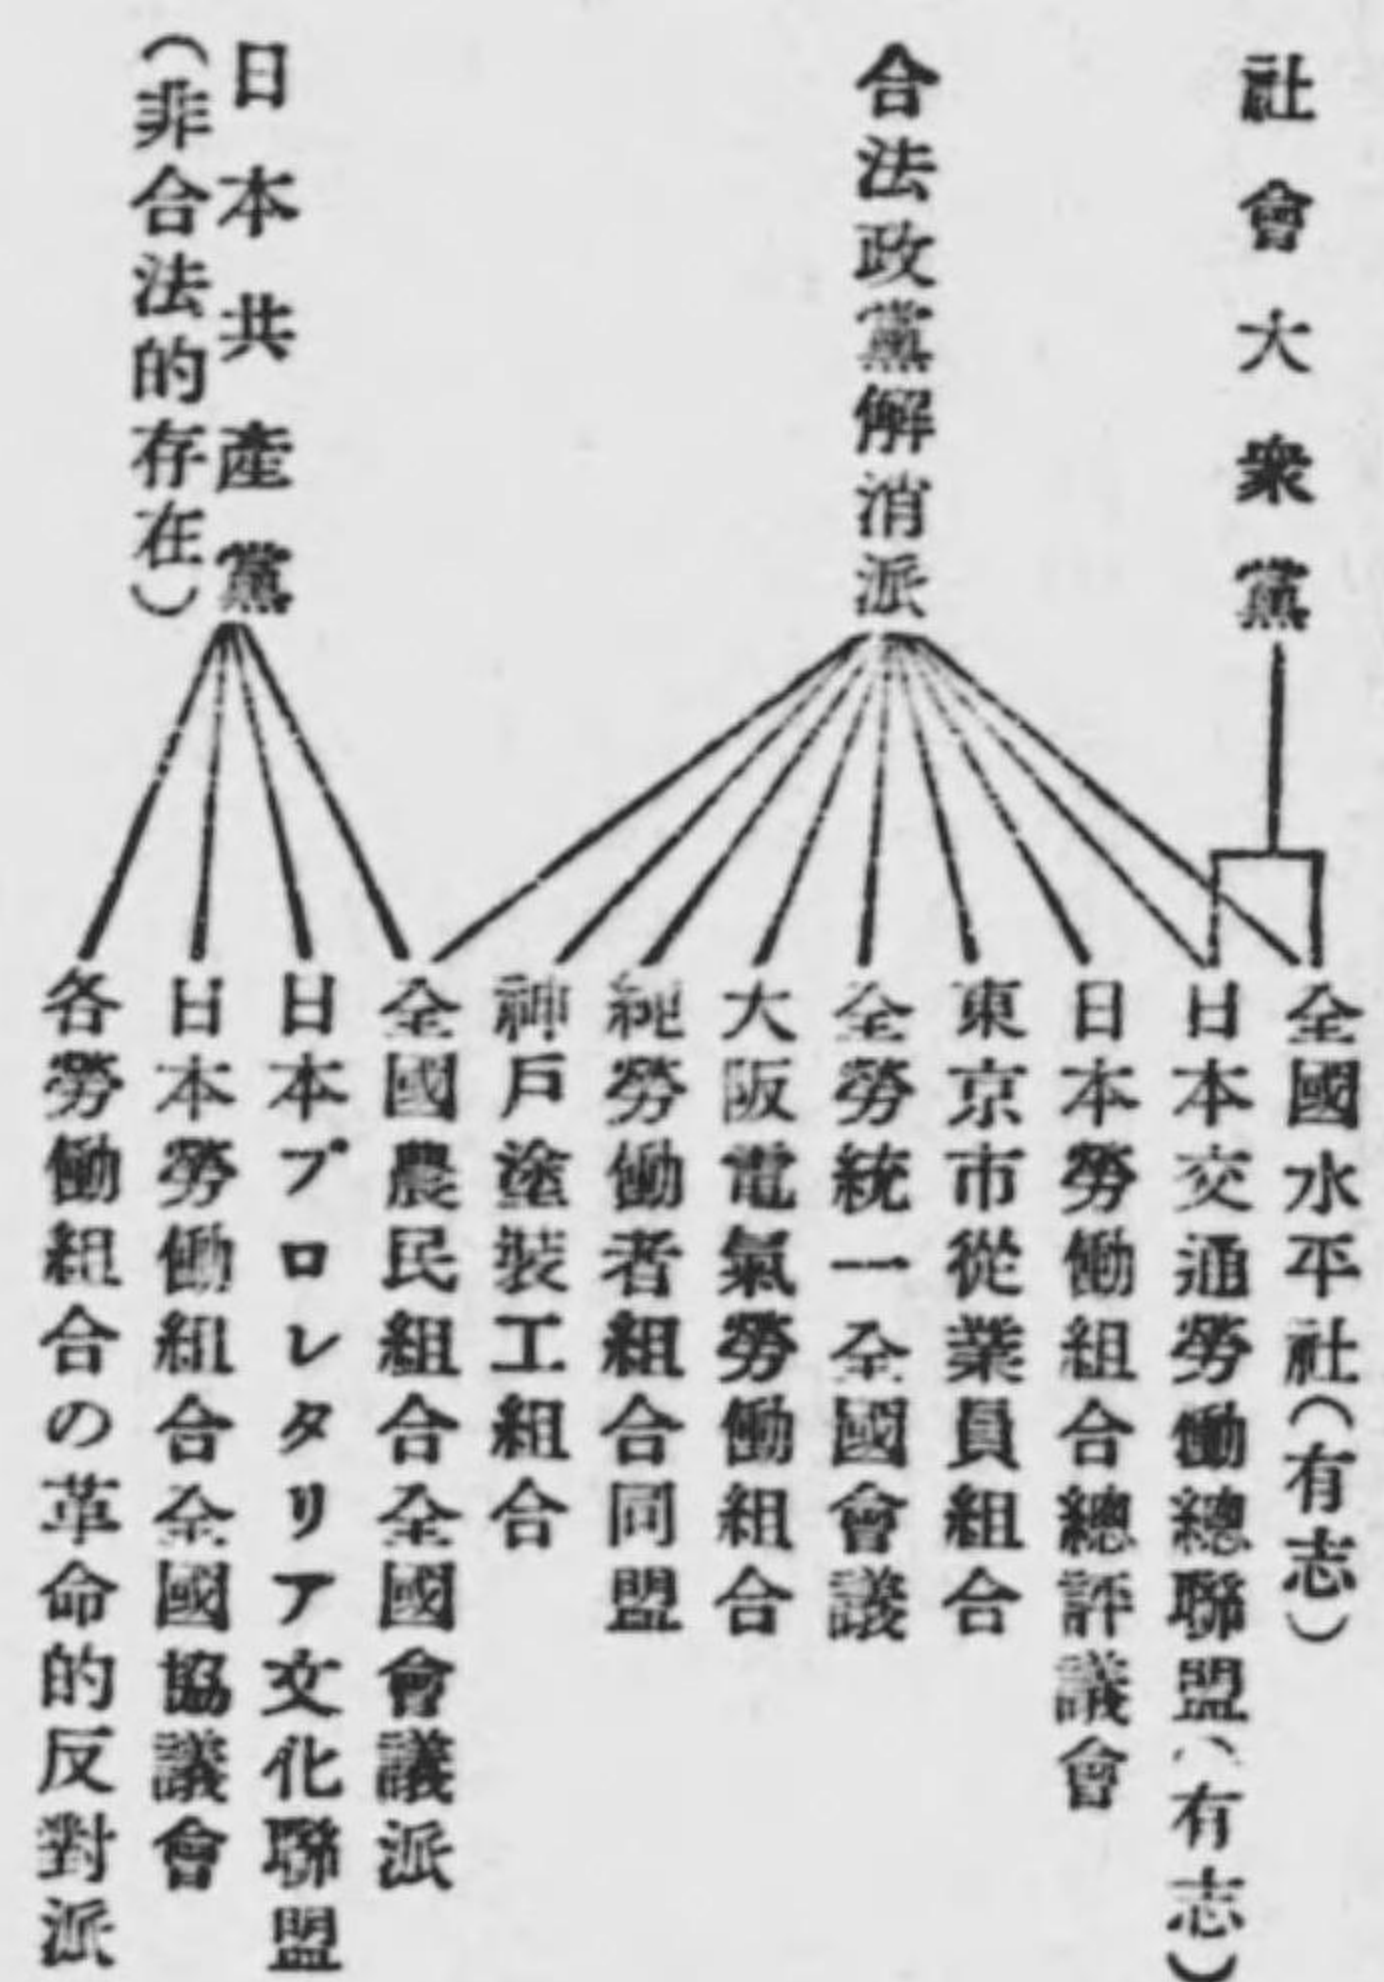 社會大衆黨
合法政黨解消派
日本共產黨
（非合法的存在）
全國水平社（有志）
日本交通勞働總聯盟（有志）
日本勞働組合總評議會
東京市從業員組合
全勞統一全國會議
大阪電氣勞働組合
純勞働者組合同盟
神戶塗裝工組合
全國農民組合全國會議派
日本プロレタリア文化聯盟
日本勞働組合全國協議會
各勞働組合の革命的反對派